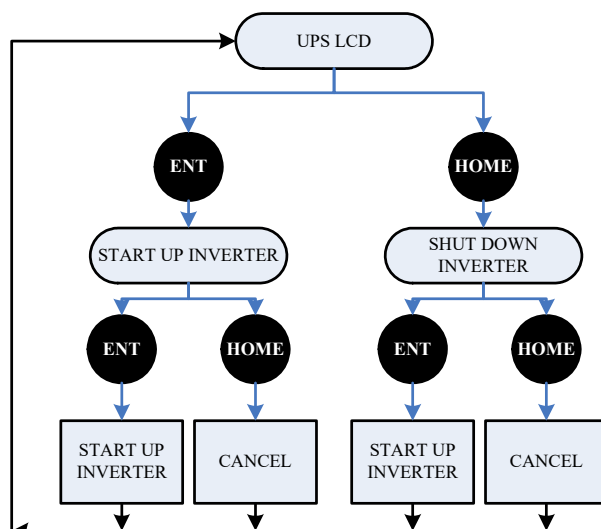 UPS LCD
ENT
HOME
START UP INVERTER
SHUT DOWN
INVERTER
ENT
HOME
ENT
HOME
START UP
INVERTER
CANCEL
START UP
INVERTER
CANCEL